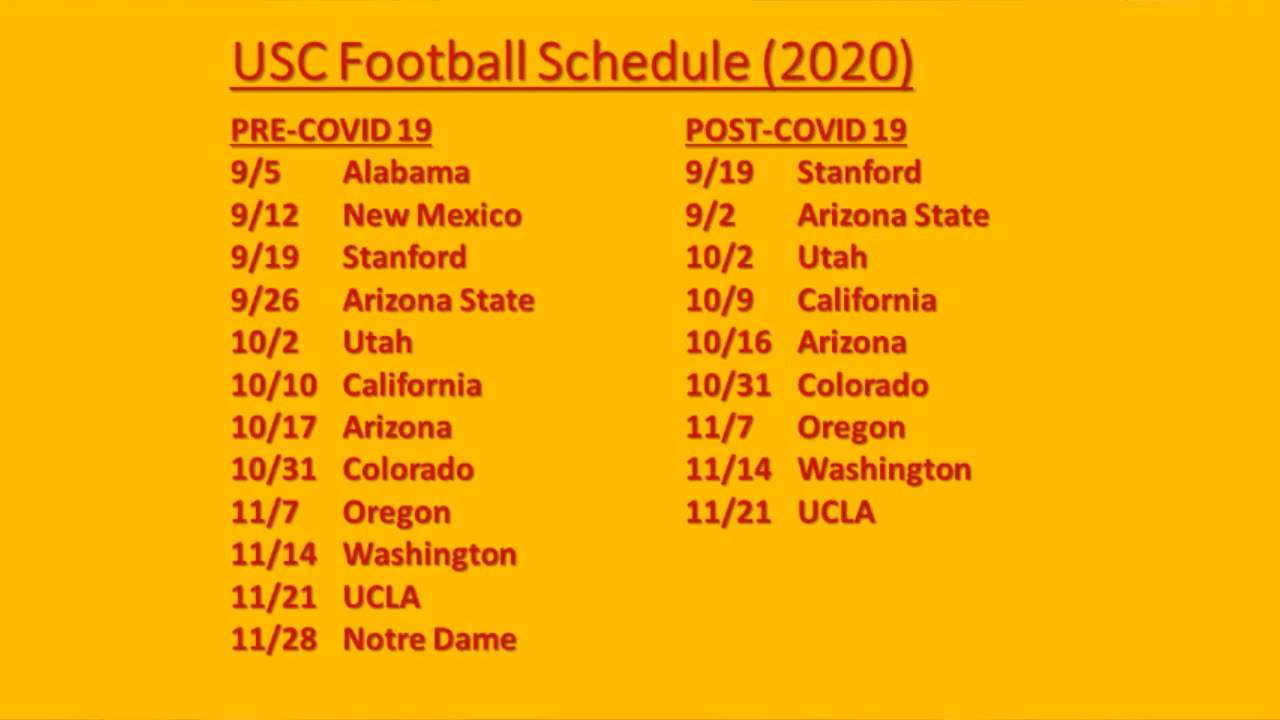 USC Football Schedule (2020)
PRE-COVID 19
9/5 Alabama
9/12 New Mexico
9/19 Stanford
9/26 Arizona State
10/2 Utah
10/10 California
10/17 Arizona
10/31 Colorado
11/7 Oregon
11/14 Washington
11/21 UCLA
11/28 Notre Dame
POST-COVID 19
9/19 Stanford
9/2 Arizona State
10/2 Utah
10/9 California
10/16 Arizona
10/31 Colorado
11/7 Oregon
11/14 Washington
11/21 UCLA